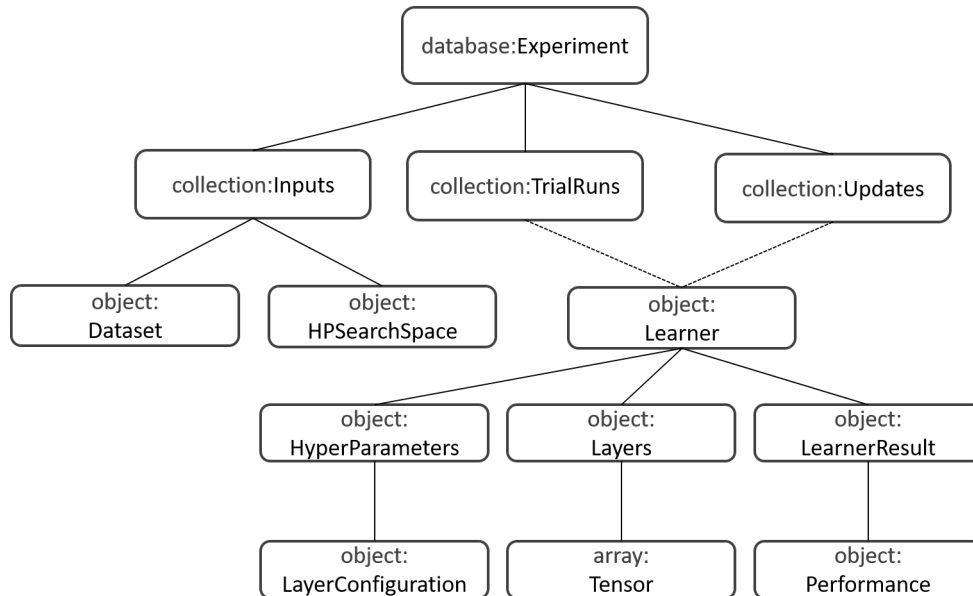 database:Experiment
collection:Inputs
collection:TrialRuns
collection:Updates
object:
Dataset
object:
HPSearchSpace
object:
Learner
object:
HyperParameters
object:
Layers
object:
LearnerResult
object:
LayerConfiguration
array:
Tensor
object:
Performance